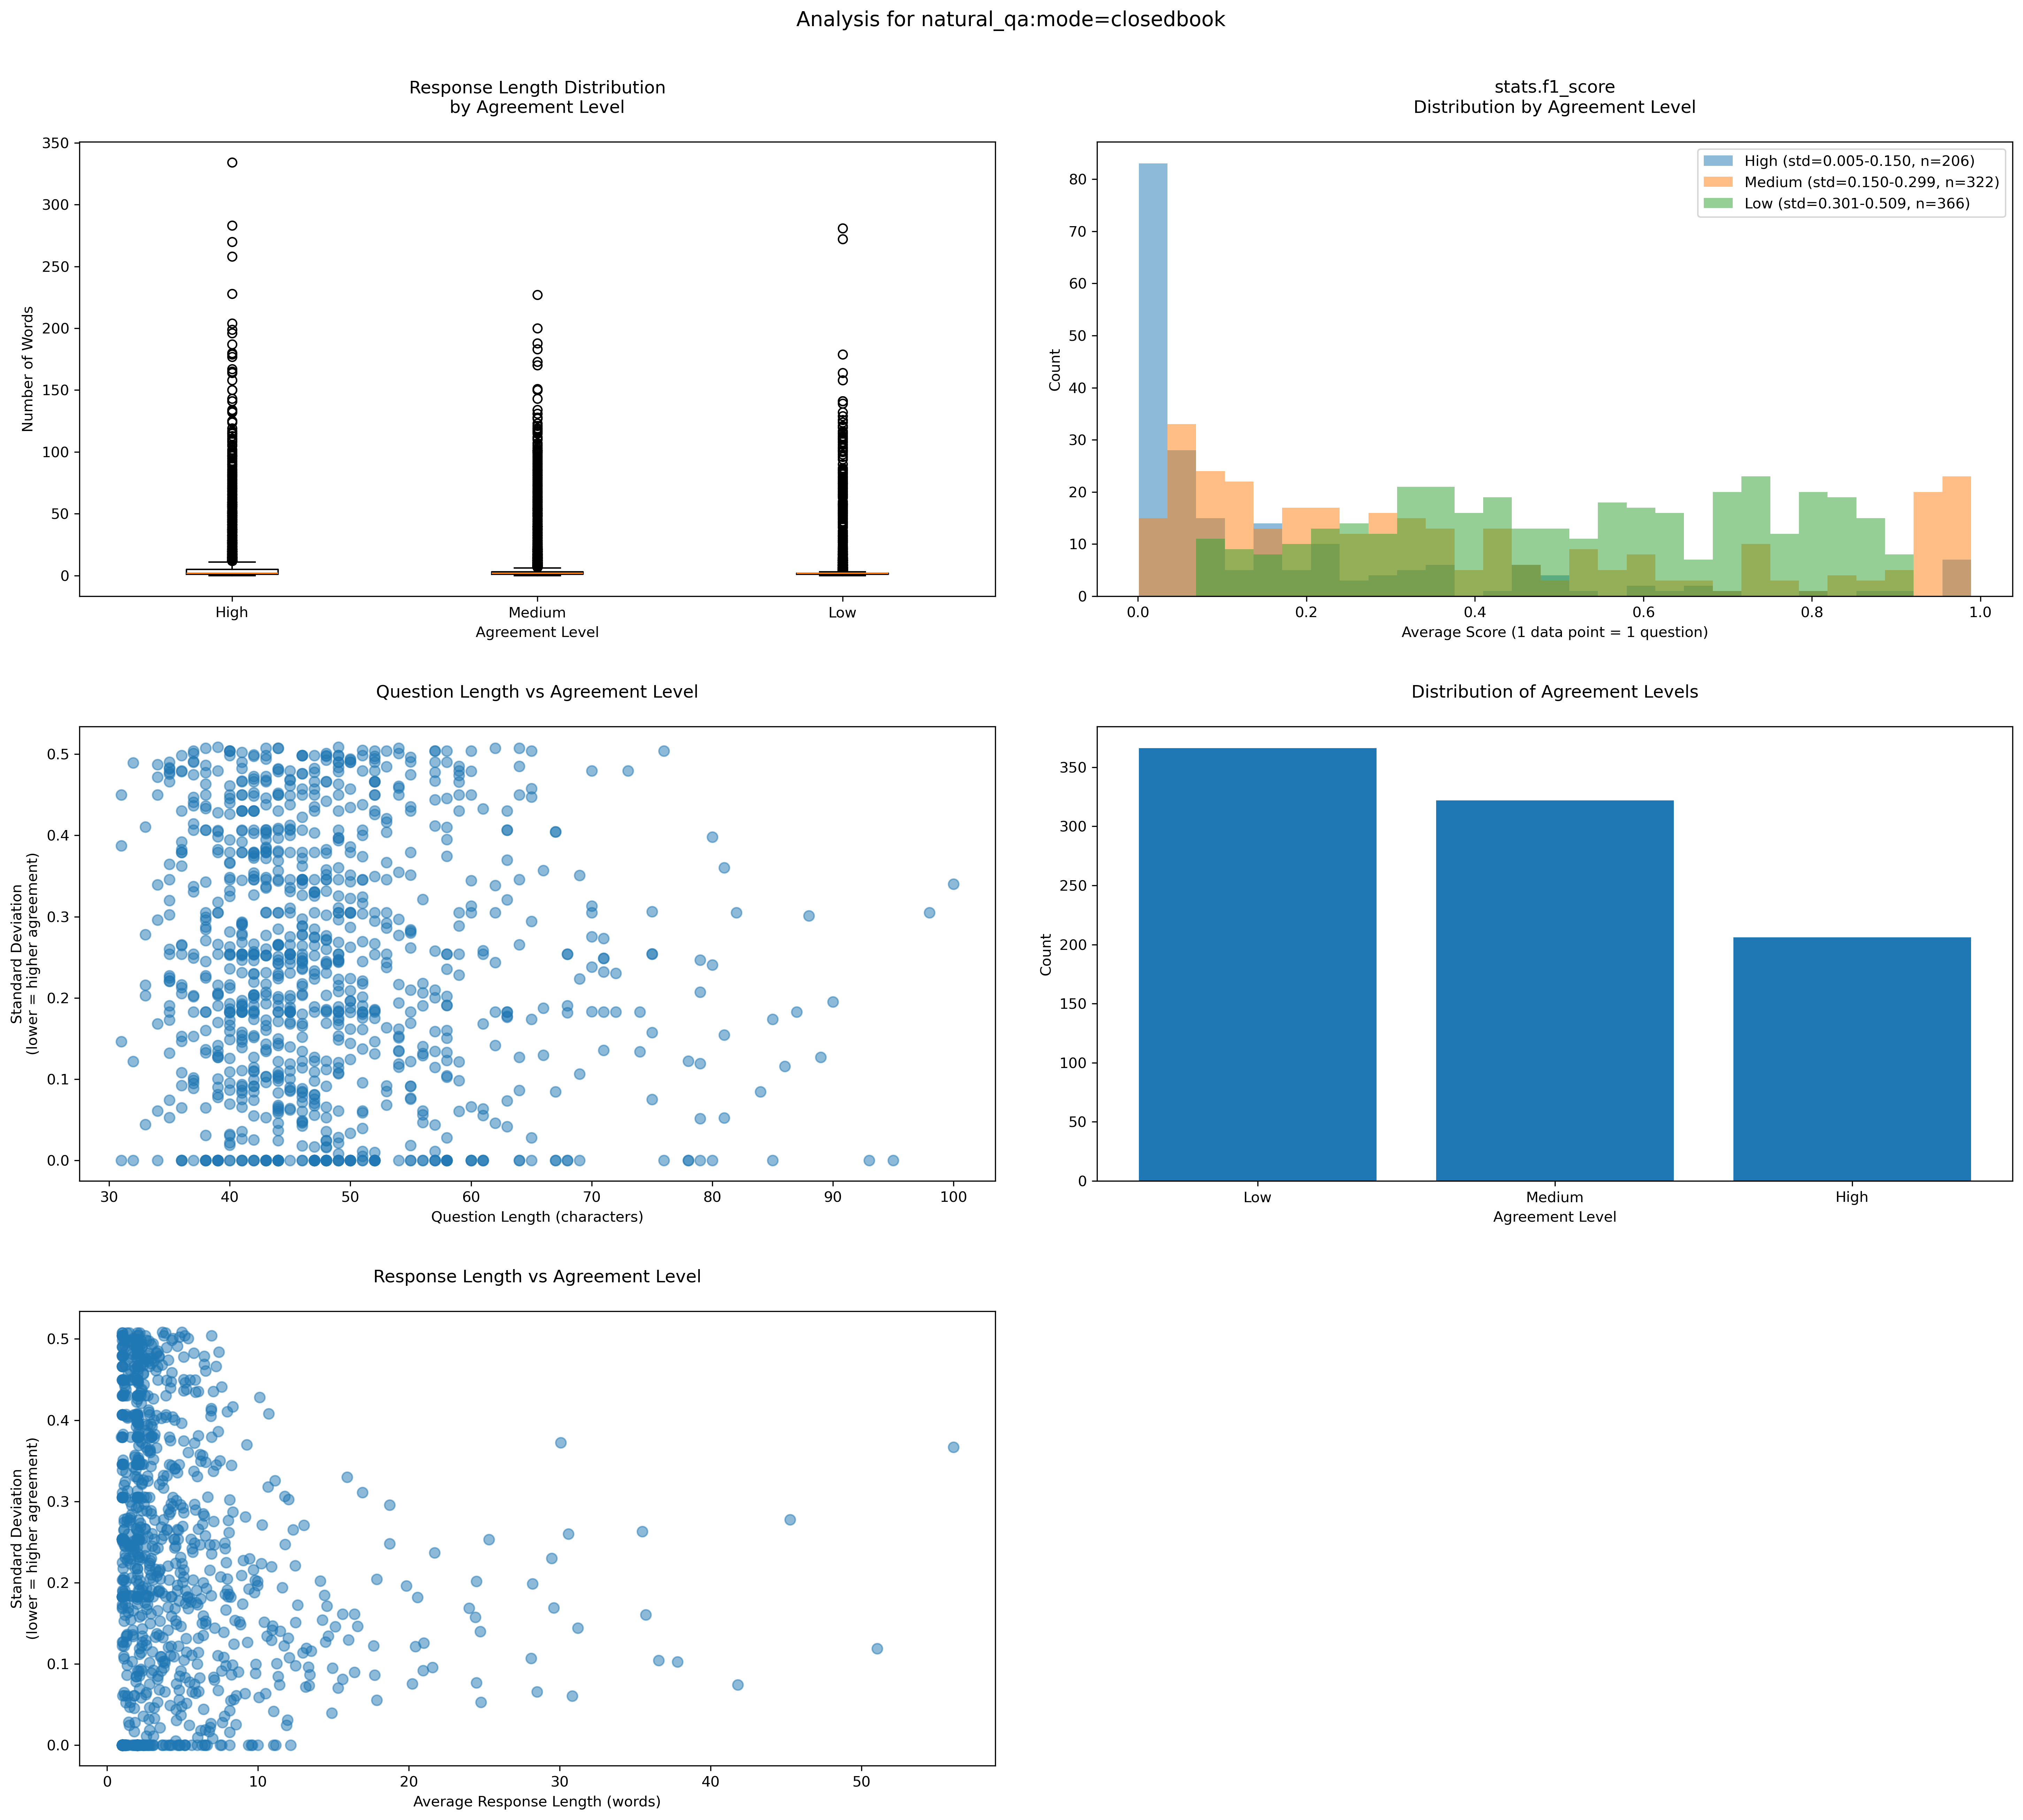 Analysis for natural_qa:mode=closedbook
Response Length Distribution
by Agreement Level
Number of Words
350
300
250
200
150
100
50
0
High
Medium
Low
Agreement Level
stats.f1_score
Distribution by Agreement Level
High (std=0.005-0.150, n=206)
Medium (std=0.150-0.299, n=322)
Low (std=0.301-0.509, n=366)
Count
80
70
60
50
40
30
20
10
0
0.0
0.2
0.4
0.6
0.8
1.0
Average Score (1 data point = 1 question)
Question Length vs Agreement Level
Standard Deviation
(lower = higher agreement)
0.5
0.4
0.3
0.2
0.1
0.0
30
40
50
60
70
80
90
100
Question Length (characters)
Distribution of Agreement Levels
Count
350
300
250
200
150
100
50
0
Low
Medium
High
Agreement Level
Response Length vs Agreement Level
Standard Deviation
(lower = higher agreement)
0.5
0.4
0.3
0.2
0.1
0.0
0
10
20
30
40
50
Average Response Length (words)